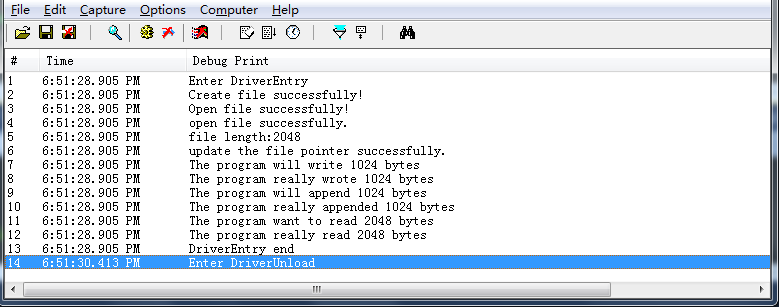 File Edit Capture Options Computer Help
# Time Debug Print
1 6:51:28.905 PM Enter DriverEntry
2 6:51:28.905 PM Create file successfully!
3 6:51:28.905 PM Open file successfully!
4 6:51:28.905 PM open file successfully.
5 6:51:28.905 PM file length:2048
6 6:51:28.905 PM update the file pointer successfully.
7 6:51:28.905 PM The program will write 1024 bytes
8 6:51:28.905 PM The program really wrote 1024 bytes
9 6:51:28.905 PM The program will append 1024 bytes
10 6:51:28.905 PM The program really appended 1024 bytes
11 6:51:28.905 PM The program want to read 2048 bytes
12 6:51:28.905 PM The program really read 2048 bytes
13 6:51:28.905 PM DriverEntry end
14 6:51:30.413 PM Enter DriverUnload